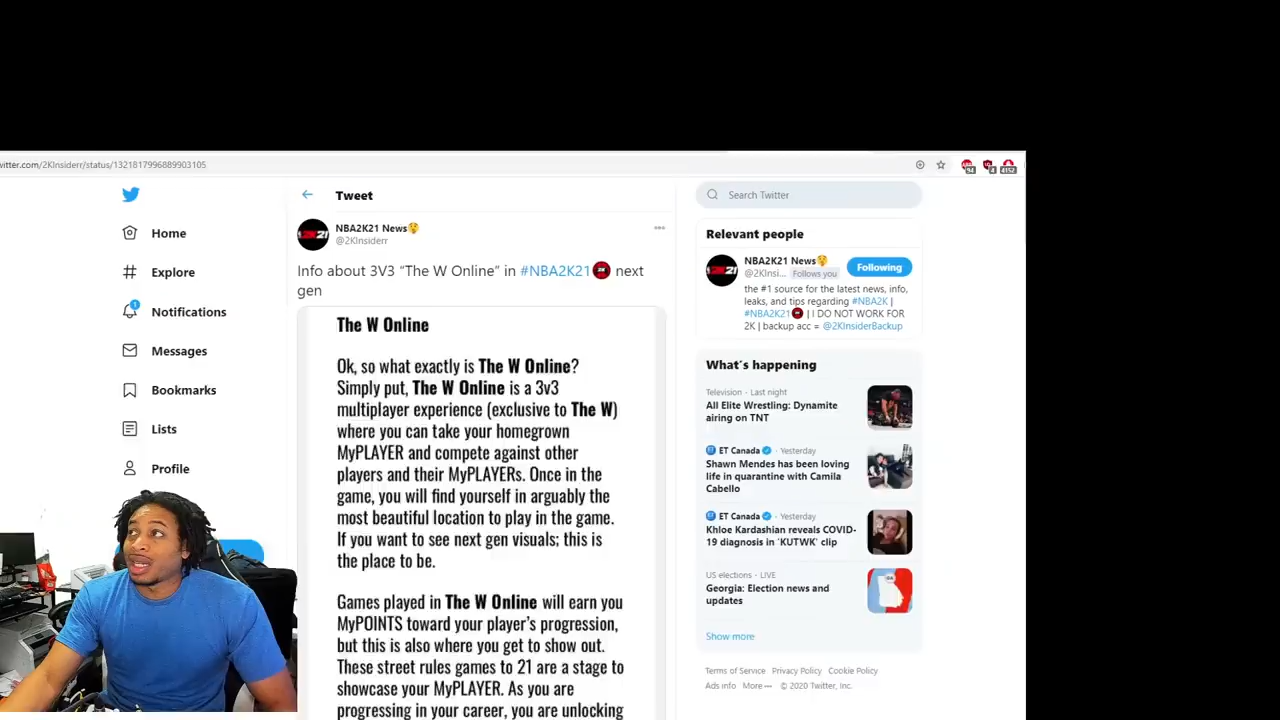 witter.com/2KInsiderr/status/1321817996889903105
Home
Explore
1
Notifications
Messages
Bookmarks
Lists
Profile
Tweet
NBA2K21 News
@2KInsiderr
Info about 3V3 “The W Online” in #NBA2K21 next
gen
The W Online
Ok, so what exactly is The W Online?
Simply put, The W Online is a 3v3
multiplayer experience (exclusive to The W)
where you can take your homegrown
MyPLAYER and compete against other
players and their MyPLAYERs. Once in the
game, you will find yourself in arguably the
most beautiful location to play in the game.
If you want to see next gen visuals; this is
the place to be.
Games played in The W Online will earn you
MyPOINTS toward your player’s progression,
but this is also where you get to show out.
These street rules games to 21 are a stage to
showcase your MyPLAYER. As you are
progressing in your career, you are unlocking
Search Twitter
Relevant people
NBA2K21 News
@2KInsi... Follows you
Following
the #1 source for the latest news, info,
leaks, and tips regarding #NBA2K |
#NBA2K21 | I DO NOT WORK FOR
2K | backup acc = @2KInsiderBackup
What’s happening
Television · Last night
All Elite Wrestling: Dynamite
airing on TNT
ET Canada · Yesterday
Shawn Mendes has been loving
life in quarantine with Camila
Cabello
ET Canada · Yesterday
Khloe Kardashian reveals COVID-
19 diagnosis in ‘KUTWK’ clip
US elections · LIVE
Georgia: Election news and
updates
Show more
Terms of Service Privacy Policy Cookie Policy
Ads info More © 2020 Twitter, Inc.